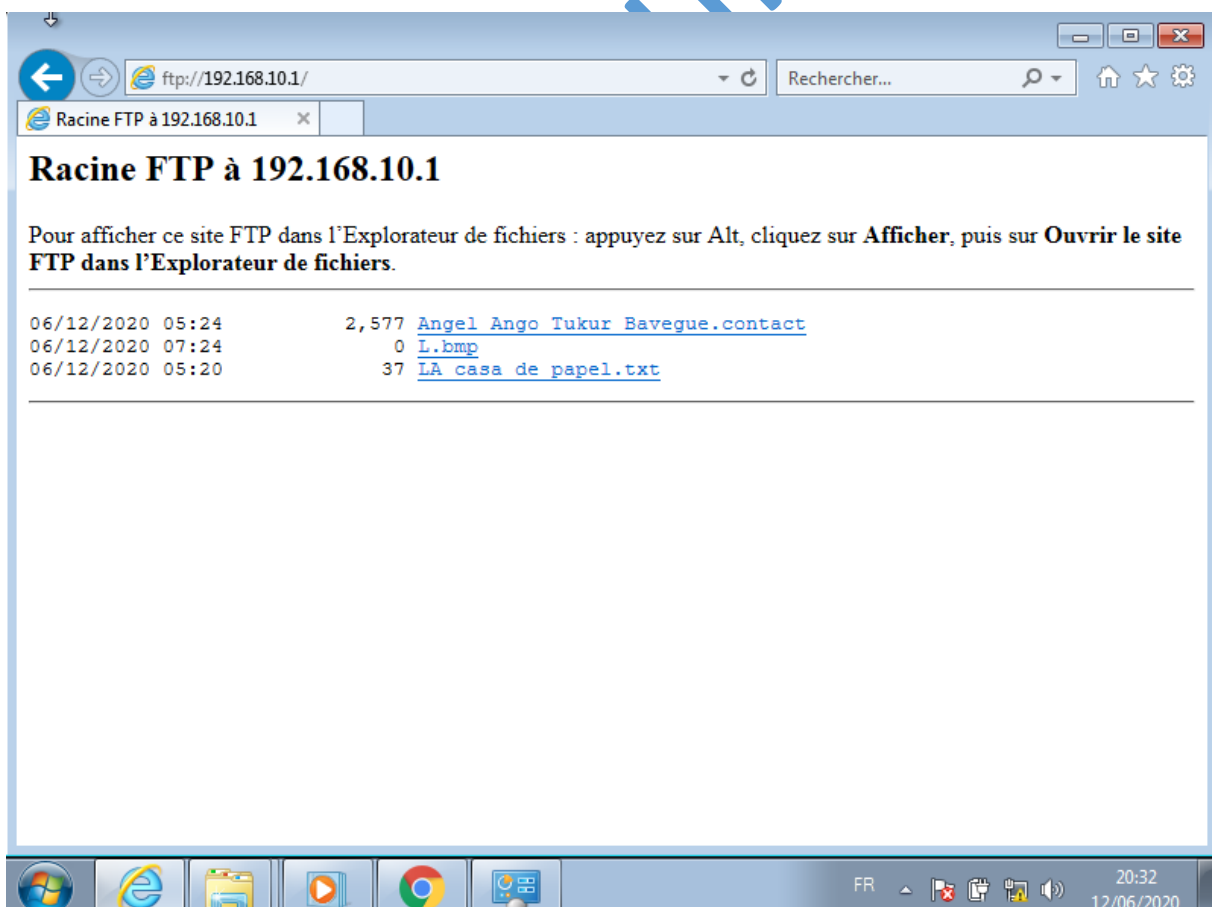 ftp://192.168.10.1/
Rechercher...
Racine FTP à 192.168.10.1
Racine FTP à 192.168.10.1
Pour afficher ce site FTP dans l'Explorateur de fichiers : appuyez sur Alt, cliquez sur Afficher, puis sur Ouvrir le site
FTP dans l'Explorateur de fichiers.
06/12/2020 05:24 2,577 Angel Ango Tukur Bavegue.contact
06/12/2020 07:24 0 L.bmp
06/12/2020 05:20 37 LA casa de papel.txt
FR
20:32
12/06/2020